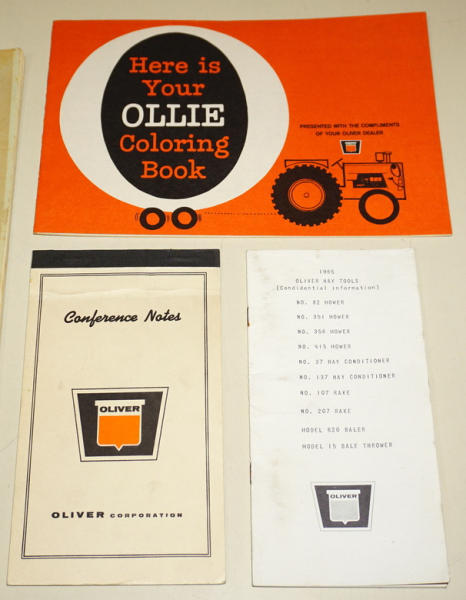 Here is
Your
OLLIE
Coloring
Book
PRESENTED WITH THE COMPLIMENTS
OF YOUR OLIVER DEALER
Conference Notes
OLIVER
OLIVER CORPORATION
1965
OLIVER HAY TOOLS
(Condidential information)
NO. 82 MOWER
NO. 351 MOWER
NO. 356 MOWER
NO. 415 MOWER
NO. 37 HAY CONDITIONER
NO. 137 HAY CONDITIONER
NO. 107 RAKE
NO. 207 RAKE
MODEL 620 BALER
MODEL 15 BALE THROWER
OLIVER